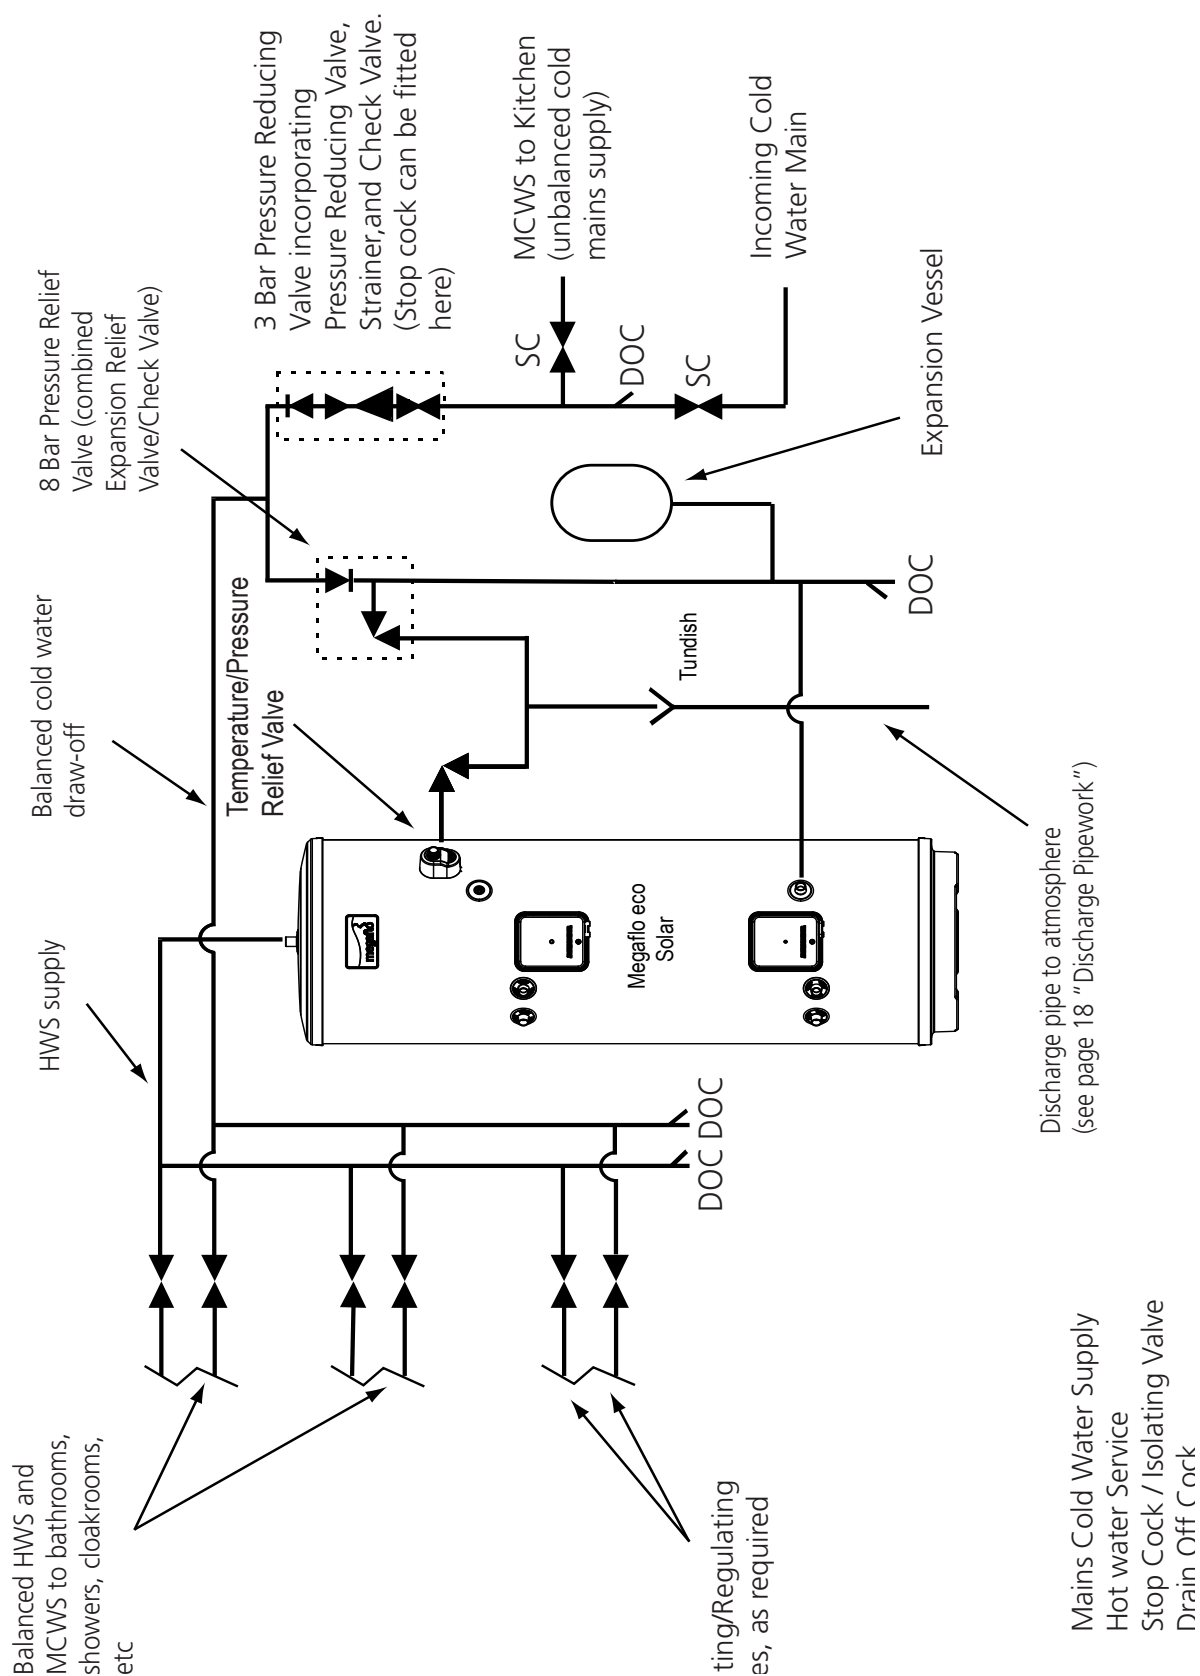 Balanced HWS and
MCWS to bathrooms,
showers, cloakrooms,
etc
HWS supply
Balanced cold water
draw-off
8 Bar Pressure Relief
Valve (combined
Expansion Relief
Valve/Check Valve)
3 Bar Pressure Reducing
Valve incorporating
Pressure Reducing Valve,
Strainer,and Check Valve.
(Stop cock can be fitted
here)
Temperature/Pressure
Relief Valve
MCWS to Kitchen
(unbalanced cold
mains supply)
SC
DOC
SC
Incoming Cold
Water Main
Expansion Vessel
DOC
Tundish
megaflo
Megaflo eco
Solar
DOC
DOC
Discharge pipe to atmosphere
(see page 18 "Discharge Pipework")
ting/Regulating
es, as required
Mains Cold Water Supply
Hot water Service
Stop Cock / Isolating Valve
Drain Off Cock